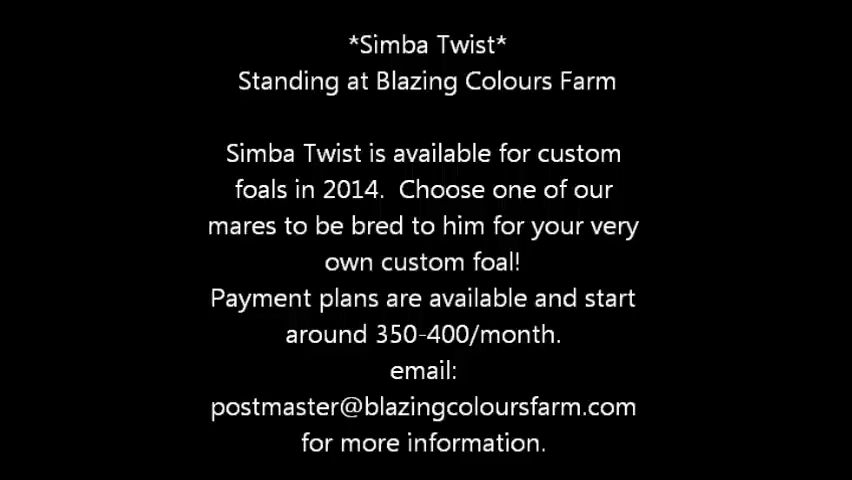 *Simba Twist*
Standing at Blazing Colours Farm
Simba Twist is available for custom
foals in 2014.  Choose one of our
mares to be bred to him for your very
own custom foal!
Payment plans are available and start
around 350-400/month.
email:
postmaster@blazingcoloursfarm.com
for more information.